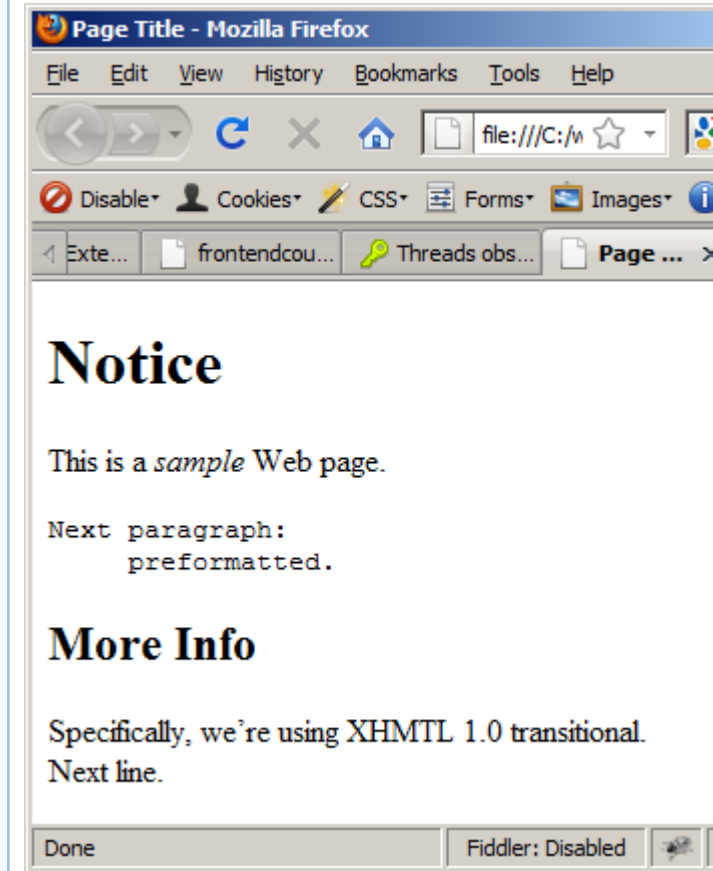 Page Title - Mozilla Firefox
File Edit View History Bookmarks Tools Help
file:///C:/w
Disable Cookies CSS Forms Images
Exte... frontendcou... Threads obs... Page ...
Notice
This is a sample Web page.
Next paragraph:
preformatted.
More Info
Specifically, we’re using XHMTL 1.0 transitional.
Next line.
Done Fiddler: Disabled